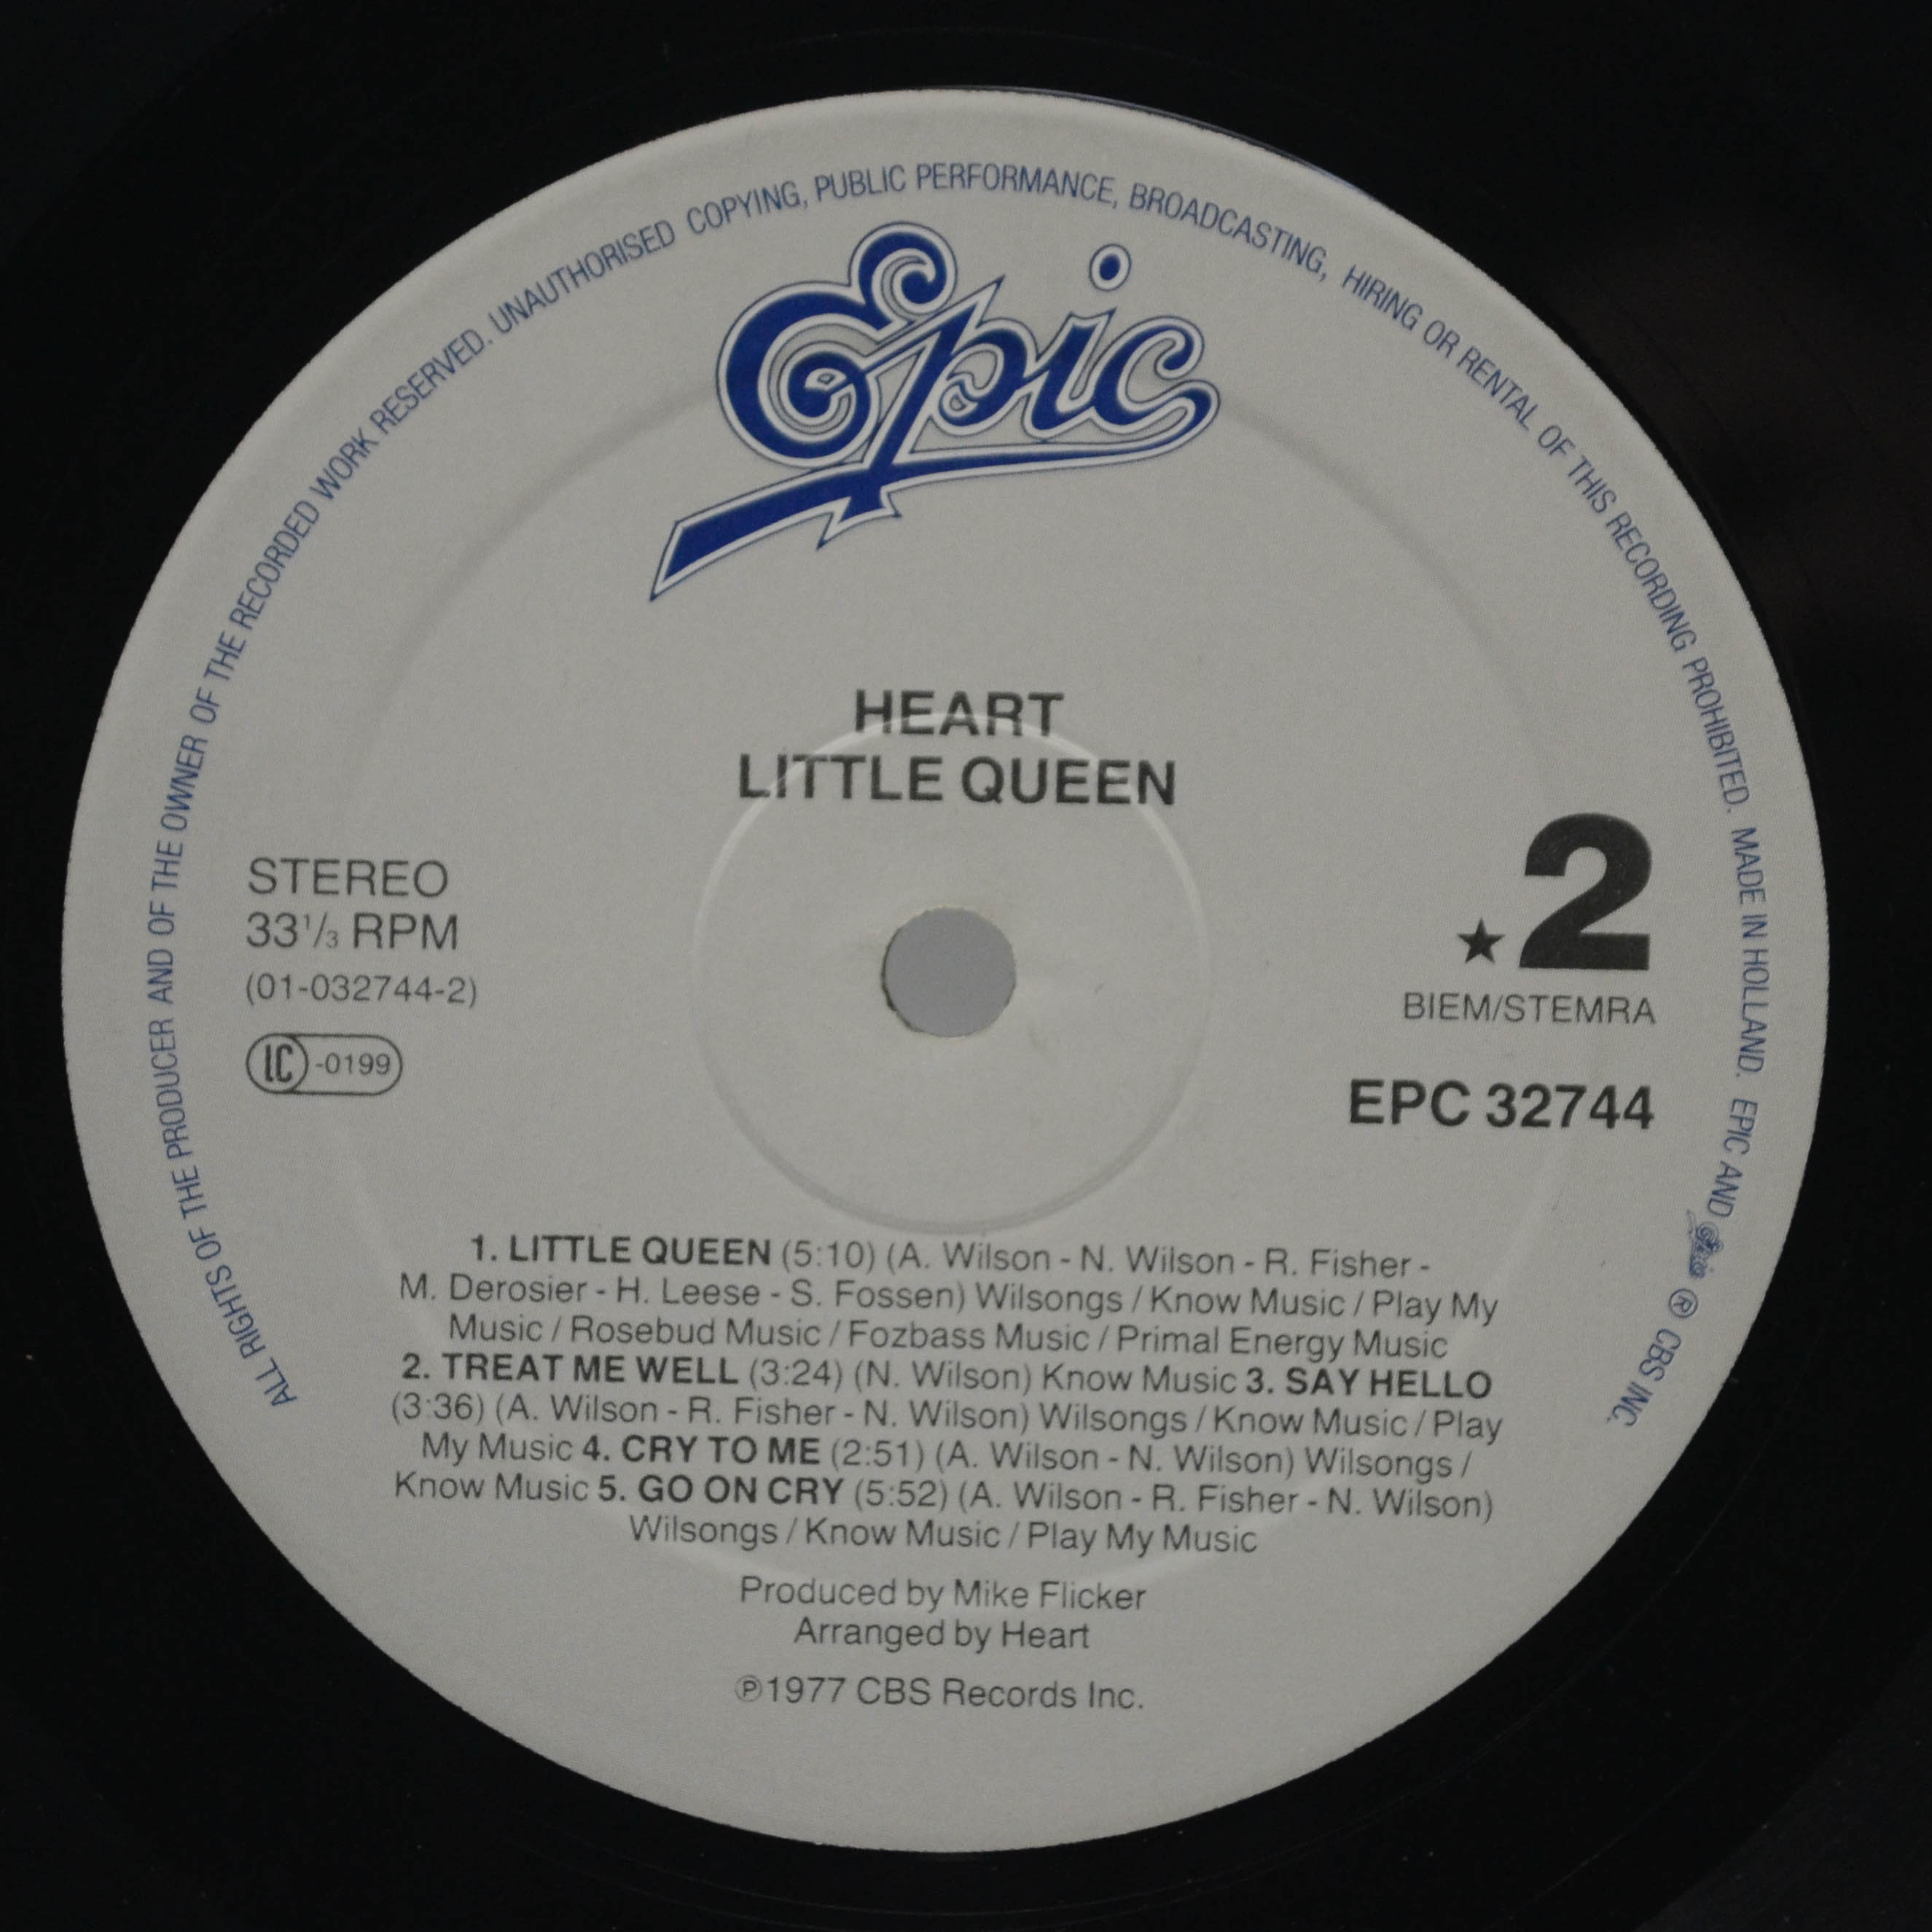 ALL RIGHTS OF THE PRODUCER AND OF THE OWNER OF THE RECORDED WORK RESERVED. UNAUTHORISED COPYING, PUBLIC PERFORMANCE, BROADCASTING, HIRING OR RENTAL OF THIS RECORDING PROHIBITED. MADE IN HOLLAND. EPIC AND Epic ® CBS INC.
Epic
HEART
LITTLE QUEEN
STEREO
33 1/3 RPM
(01-032744-2)
LC-0199
★2
BIEM/STEMRA
EPC 32744
1. LITTLE QUEEN (5:10) (A. Wilson - N. Wilson - R. Fisher -
M. Derosier - H. Leese - S. Fossen) Wilsongs / Know Music / Play My
Music / Rosebud Music / Fozbass Music / Primal Energy Music
2. TREAT ME WELL (3:24) (N. Wilson) Know Music 3. SAY HELLO
(3:36) (A. Wilson - R. Fisher - N. Wilson) Wilsongs / Know Music / Play
My Music 4. CRY TO ME (2:51) (A. Wilson - N. Wilson) Wilsongs /
Know Music 5. GO ON CRY (5:52) (A. Wilson - R. Fisher - N. Wilson)
Wilsongs / Know Music / Play My Music
Produced by Mike Flicker
Arranged by Heart
℗1977 CBS Records Inc.